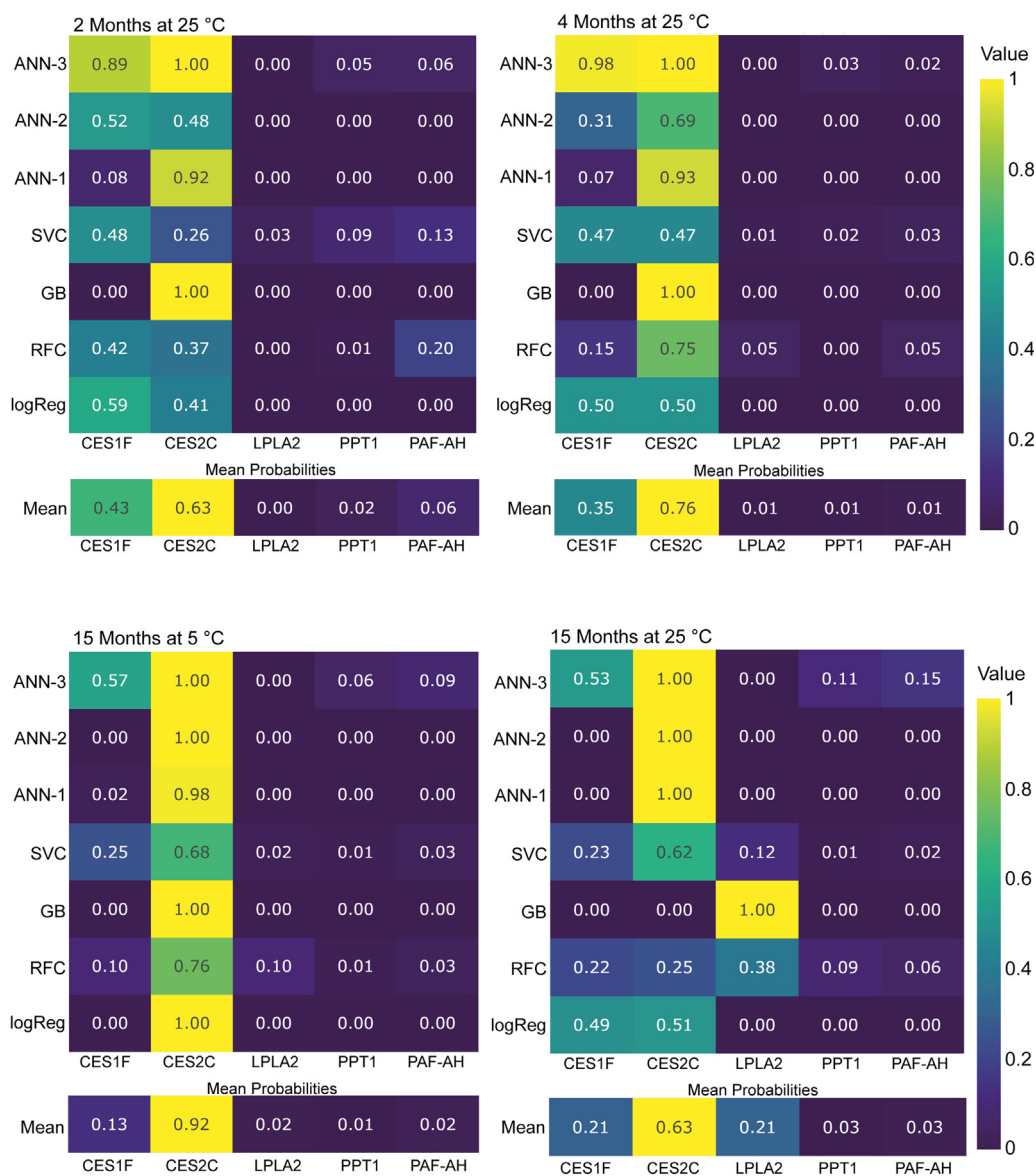 2 Months at 25 °C
ANN-3 0.89 1.00 0.00 0.05 0.06
ANN-2 0.52 0.48 0.00 0.00 0.00
ANN-1 0.08 0.92 0.00 0.00 0.00
SVC 0.48 0.26 0.03 0.09 0.13
GB 0.00 1.00 0.00 0.00 0.00
RFC 0.42 0.37 0.00 0.01 0.20
logReg 0.59 0.41 0.00 0.00 0.00
CES1F CES2C LPLA2 PPT1 PAF-AH
Mean Probabilities
Mean 0.43 0.63 0.00 0.02 0.06
CES1F CES2C LPLA2 PPT1 PAF-AH
4 Months at 25 °C
ANN-3 0.98 1.00 0.00 0.03 0.02
ANN-2 0.31 0.69 0.00 0.00 0.00
ANN-1 0.07 0.93 0.00 0.00 0.00
SVC 0.47 0.47 0.01 0.02 0.03
GB 0.00 1.00 0.00 0.00 0.00
RFC 0.15 0.75 0.05 0.00 0.05
logReg 0.50 0.50 0.00 0.00 0.00
CES1F CES2C LPLA2 PPT1 PAF-AH
Mean Probabilities
Mean 0.35 0.76 0.01 0.01 0.01
CES1F CES2C LPLA2 PPT1 PAF-AH
Value
1
0.8
0.6
0.4
0.2
0
15 Months at 5 °C
ANN-3 0.57 1.00 0.00 0.06 0.09
ANN-2 0.00 1.00 0.00 0.00 0.00
ANN-1 0.02 0.98 0.00 0.00 0.00
SVC 0.25 0.68 0.02 0.01 0.03
GB 0.00 1.00 0.00 0.00 0.00
RFC 0.10 0.76 0.10 0.01 0.03
logReg 0.00 1.00 0.00 0.00 0.00
CES1F CES2C LPLA2 PPT1 PAF-AH
Mean Probabilities
Mean 0.13 0.92 0.02 0.01 0.02
CES1F CES2C LPLA2 PPT1 PAF-AH
15 Months at 25 °C
ANN-3 0.53 1.00 0.00 0.11 0.15
ANN-2 0.00 1.00 0.00 0.00 0.00
ANN-1 0.00 1.00 0.00 0.00 0.00
SVC 0.23 0.62 0.12 0.01 0.02
GB 0.00 0.00 1.00 0.00 0.00
RFC 0.22 0.25 0.38 0.09 0.06
logReg 0.49 0.51 0.00 0.00 0.00
CES1F CES2C LPLA2 PPT1 PAF-AH
Mean Probabilities
Mean 0.21 0.63 0.21 0.03 0.03
CES1F CES2C LPLA2 PPT1 PAF-AH
Value
1
0.8
0.6
0.4
0.2
0